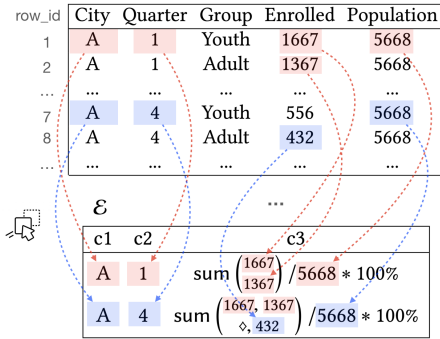 row_id City Quarter Group Enrolled Population
1 A 1 Youth 1667 5668
2 A 1 Adult 1367 5668
... ... ... ... ... ...
7 A 4 Youth 556 5668
8 A 4 Adult 432 5668
... ... ... ... ... ...
ℰ ...
c1 c2 c3
A 1 sum (1667 1367) /5668 * 100%
A 4 sum (1667, 1367 ◊, 432) /5668 * 100%